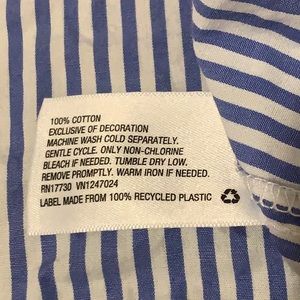 100% COTTON
EXCLUSIVE OF DECORATION
MACHINE WASH COLD SEPARATELY.
GENTLE CYCLE. ONLY NON-CHLORINE
BLEACH IF NEEDED. TUMBLE DRY LOW.
REMOVE PROMPTLY. WARM IRON IF NEEDED.
RN17730 VN1247024
LABEL MADE FROM 100% RECYCLED PLASTIC